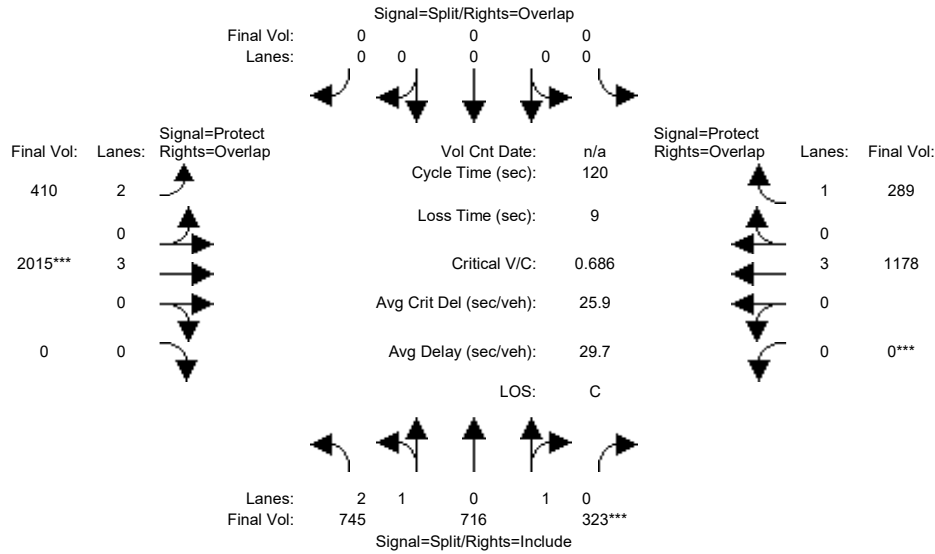 Signal=Split/Rights=Overlap
Final Vol: 0 0 0
Lanes: 0 0 0 0 0
Signal=Protect
Final Vol: Lanes: Rights=Overlap
Vol Cnt Date: n/a
Signal=Protect
Rights=Overlap Lanes: Final Vol:
Cycle Time (sec): 120
410 2
1 289
Loss Time (sec): 9
0
0
2015*** 3
Critical V/C: 0.686
3 1178
0
Avg Crit Del (sec/veh): 25.9
0
0 0
Avg Delay (sec/veh): 29.7
0 0***
LOS: C
Lanes: 2 1 0 1 0
Final Vol: 745 716 323***
Signal=Split/Rights=Include